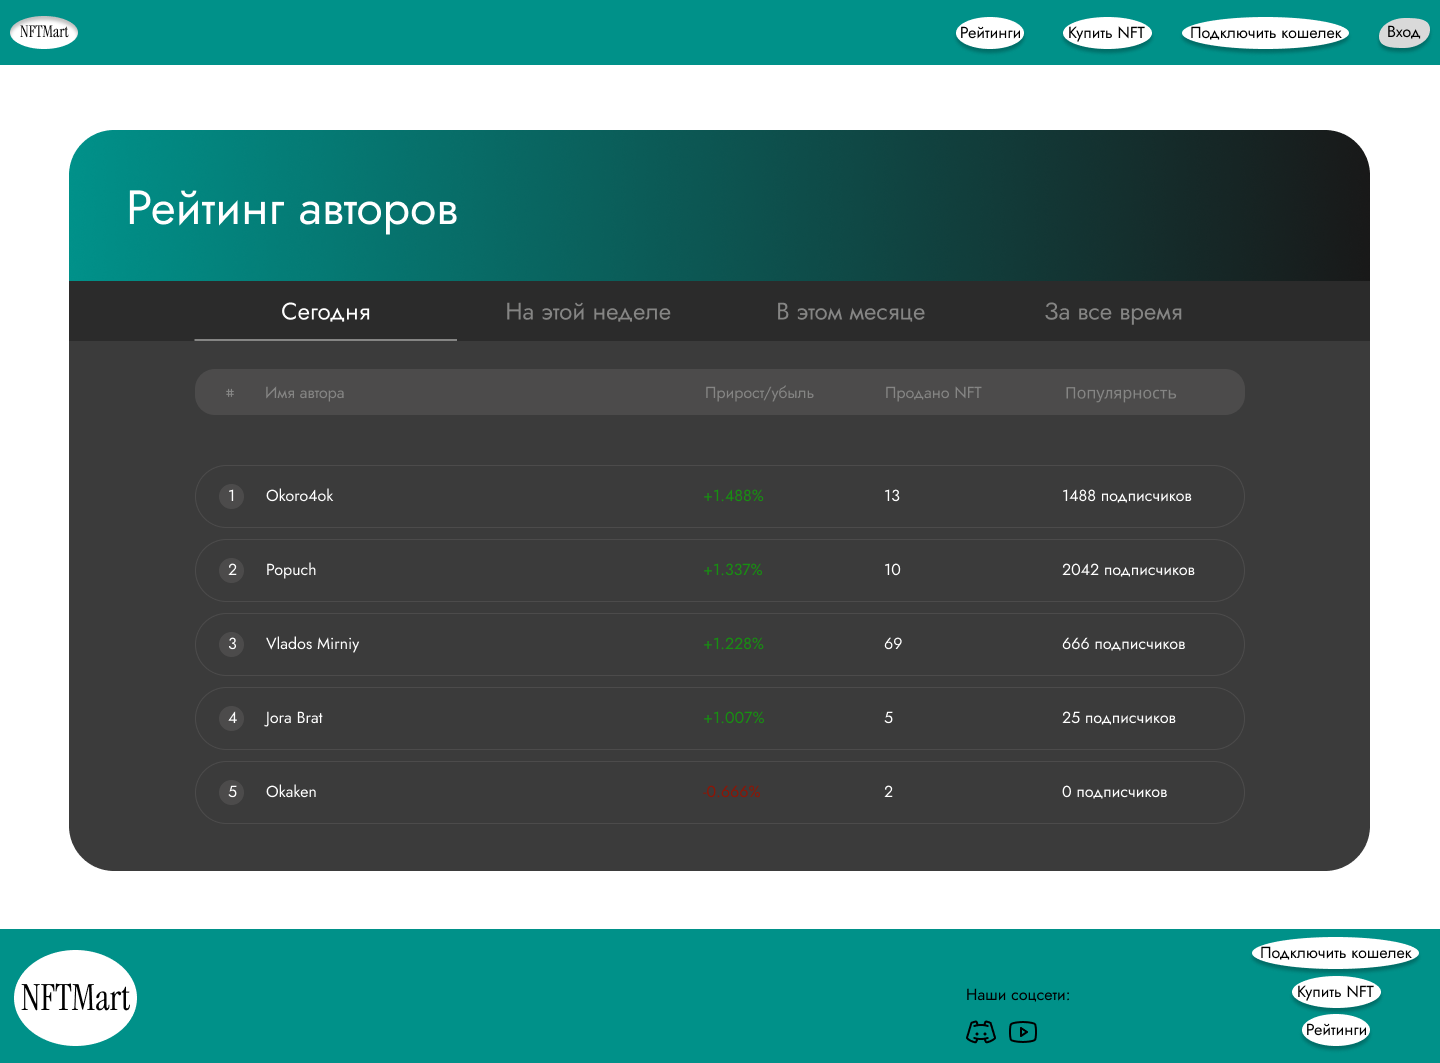 NFTMart
Рейтинги
Купить NFT
Подключить кошелек
Вход
Рейтинг авторов
Сегодня
На этой неделе
В этом месяце
За все время
# Имя автора Прирост/убыль Продано NFT Популярность
1 Okoro4ok +1.488% 13 1488 подписчиков
2 Popuch +1.337% 10 2042 подписчиков
3 Vlados Mirniy +1.228% 69 666 подписчиков
4 Jora Brat +1.007% 5 25 подписчиков
5 Okaken -0.666% 2 0 подписчиков
NFTMart
Наши соцсети:
Подключить кошелек
Купить NFT
Рейтинги